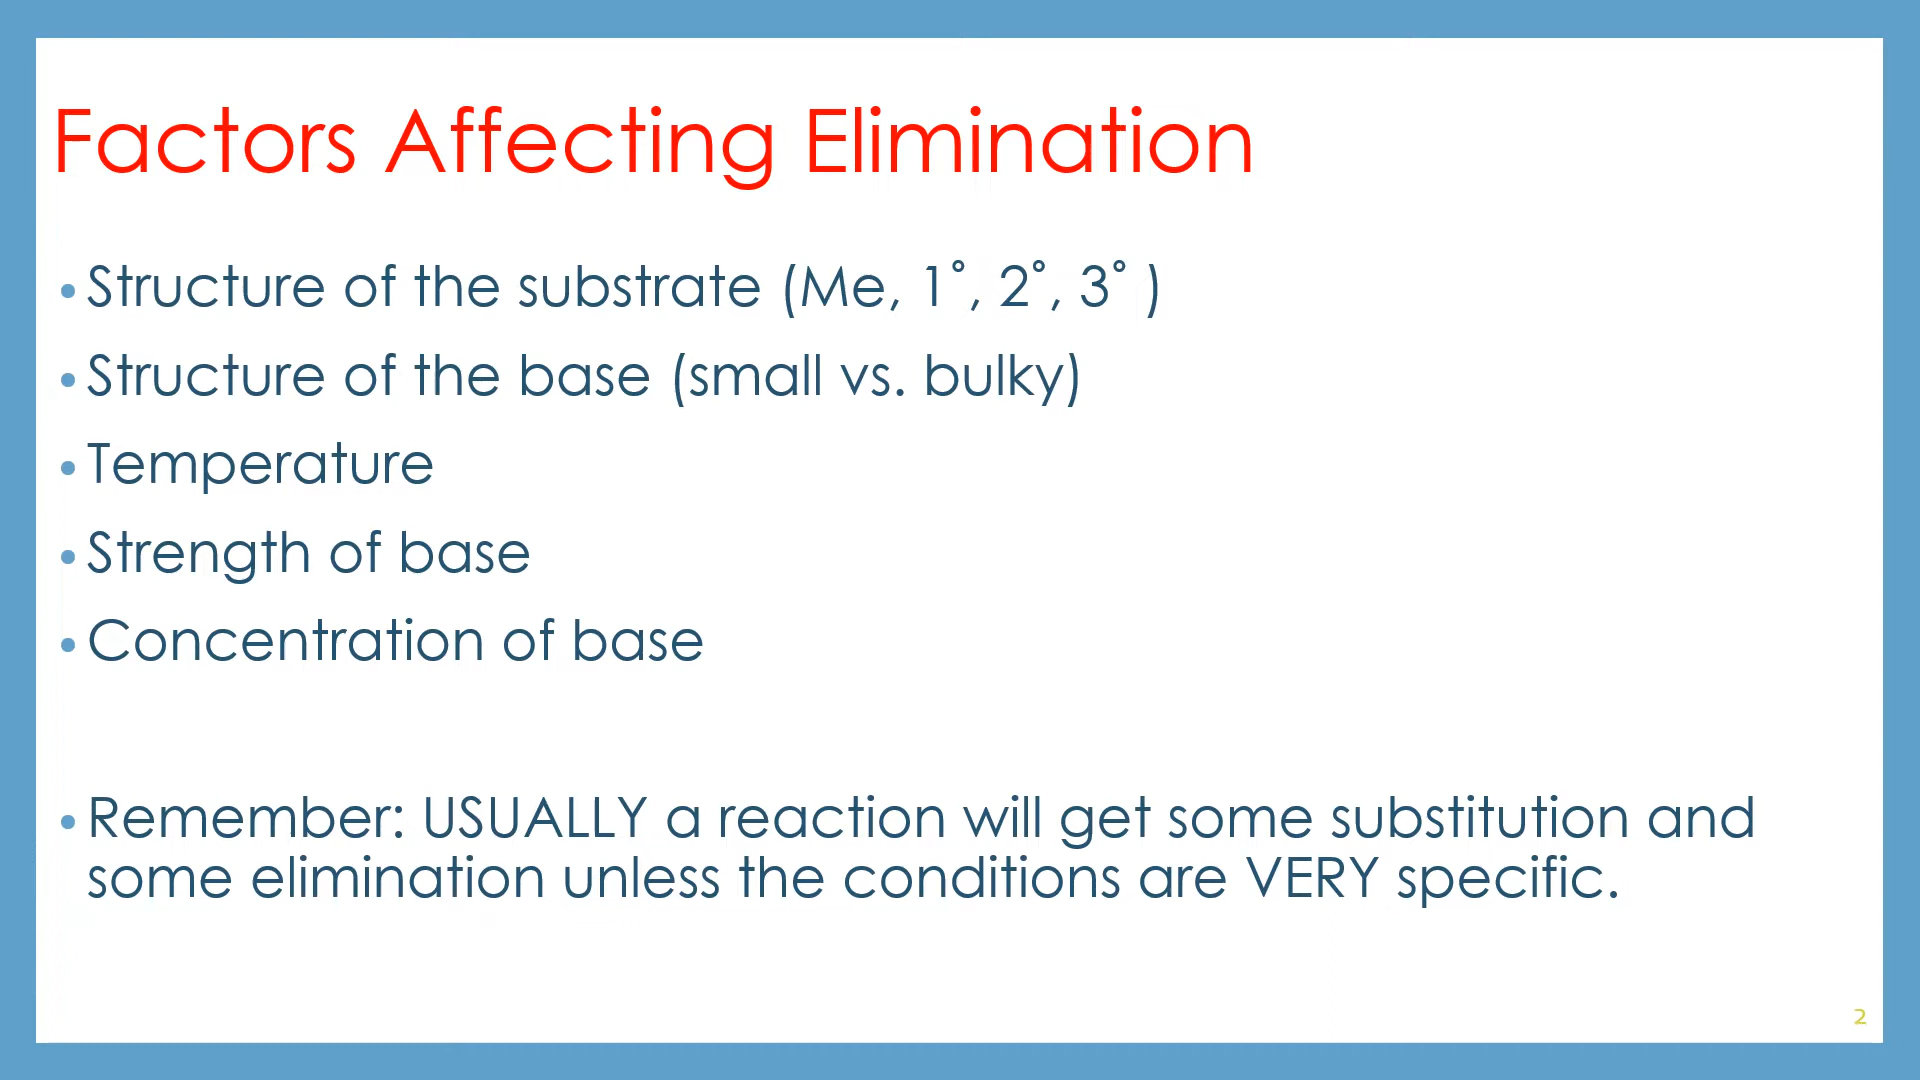 Factors Affecting Elimination
• Structure of the substrate (Me, 1˚, 2˚, 3˚ )
• Structure of the base (small vs. bulky)
• Temperature
• Strength of base
• Concentration of base
• Remember: USUALLY a reaction will get some substitution and
some elimination unless the conditions are VERY specific.
2